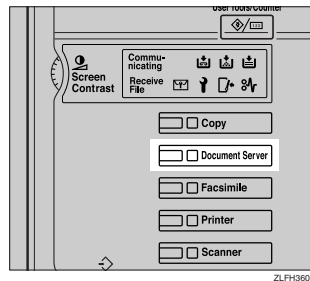 User Tools/Counter
Screen
Contrast
Commu-
nicating
Receive
File
Copy
Document Server
Facsimile
Printer
Scanner
ZLFH360